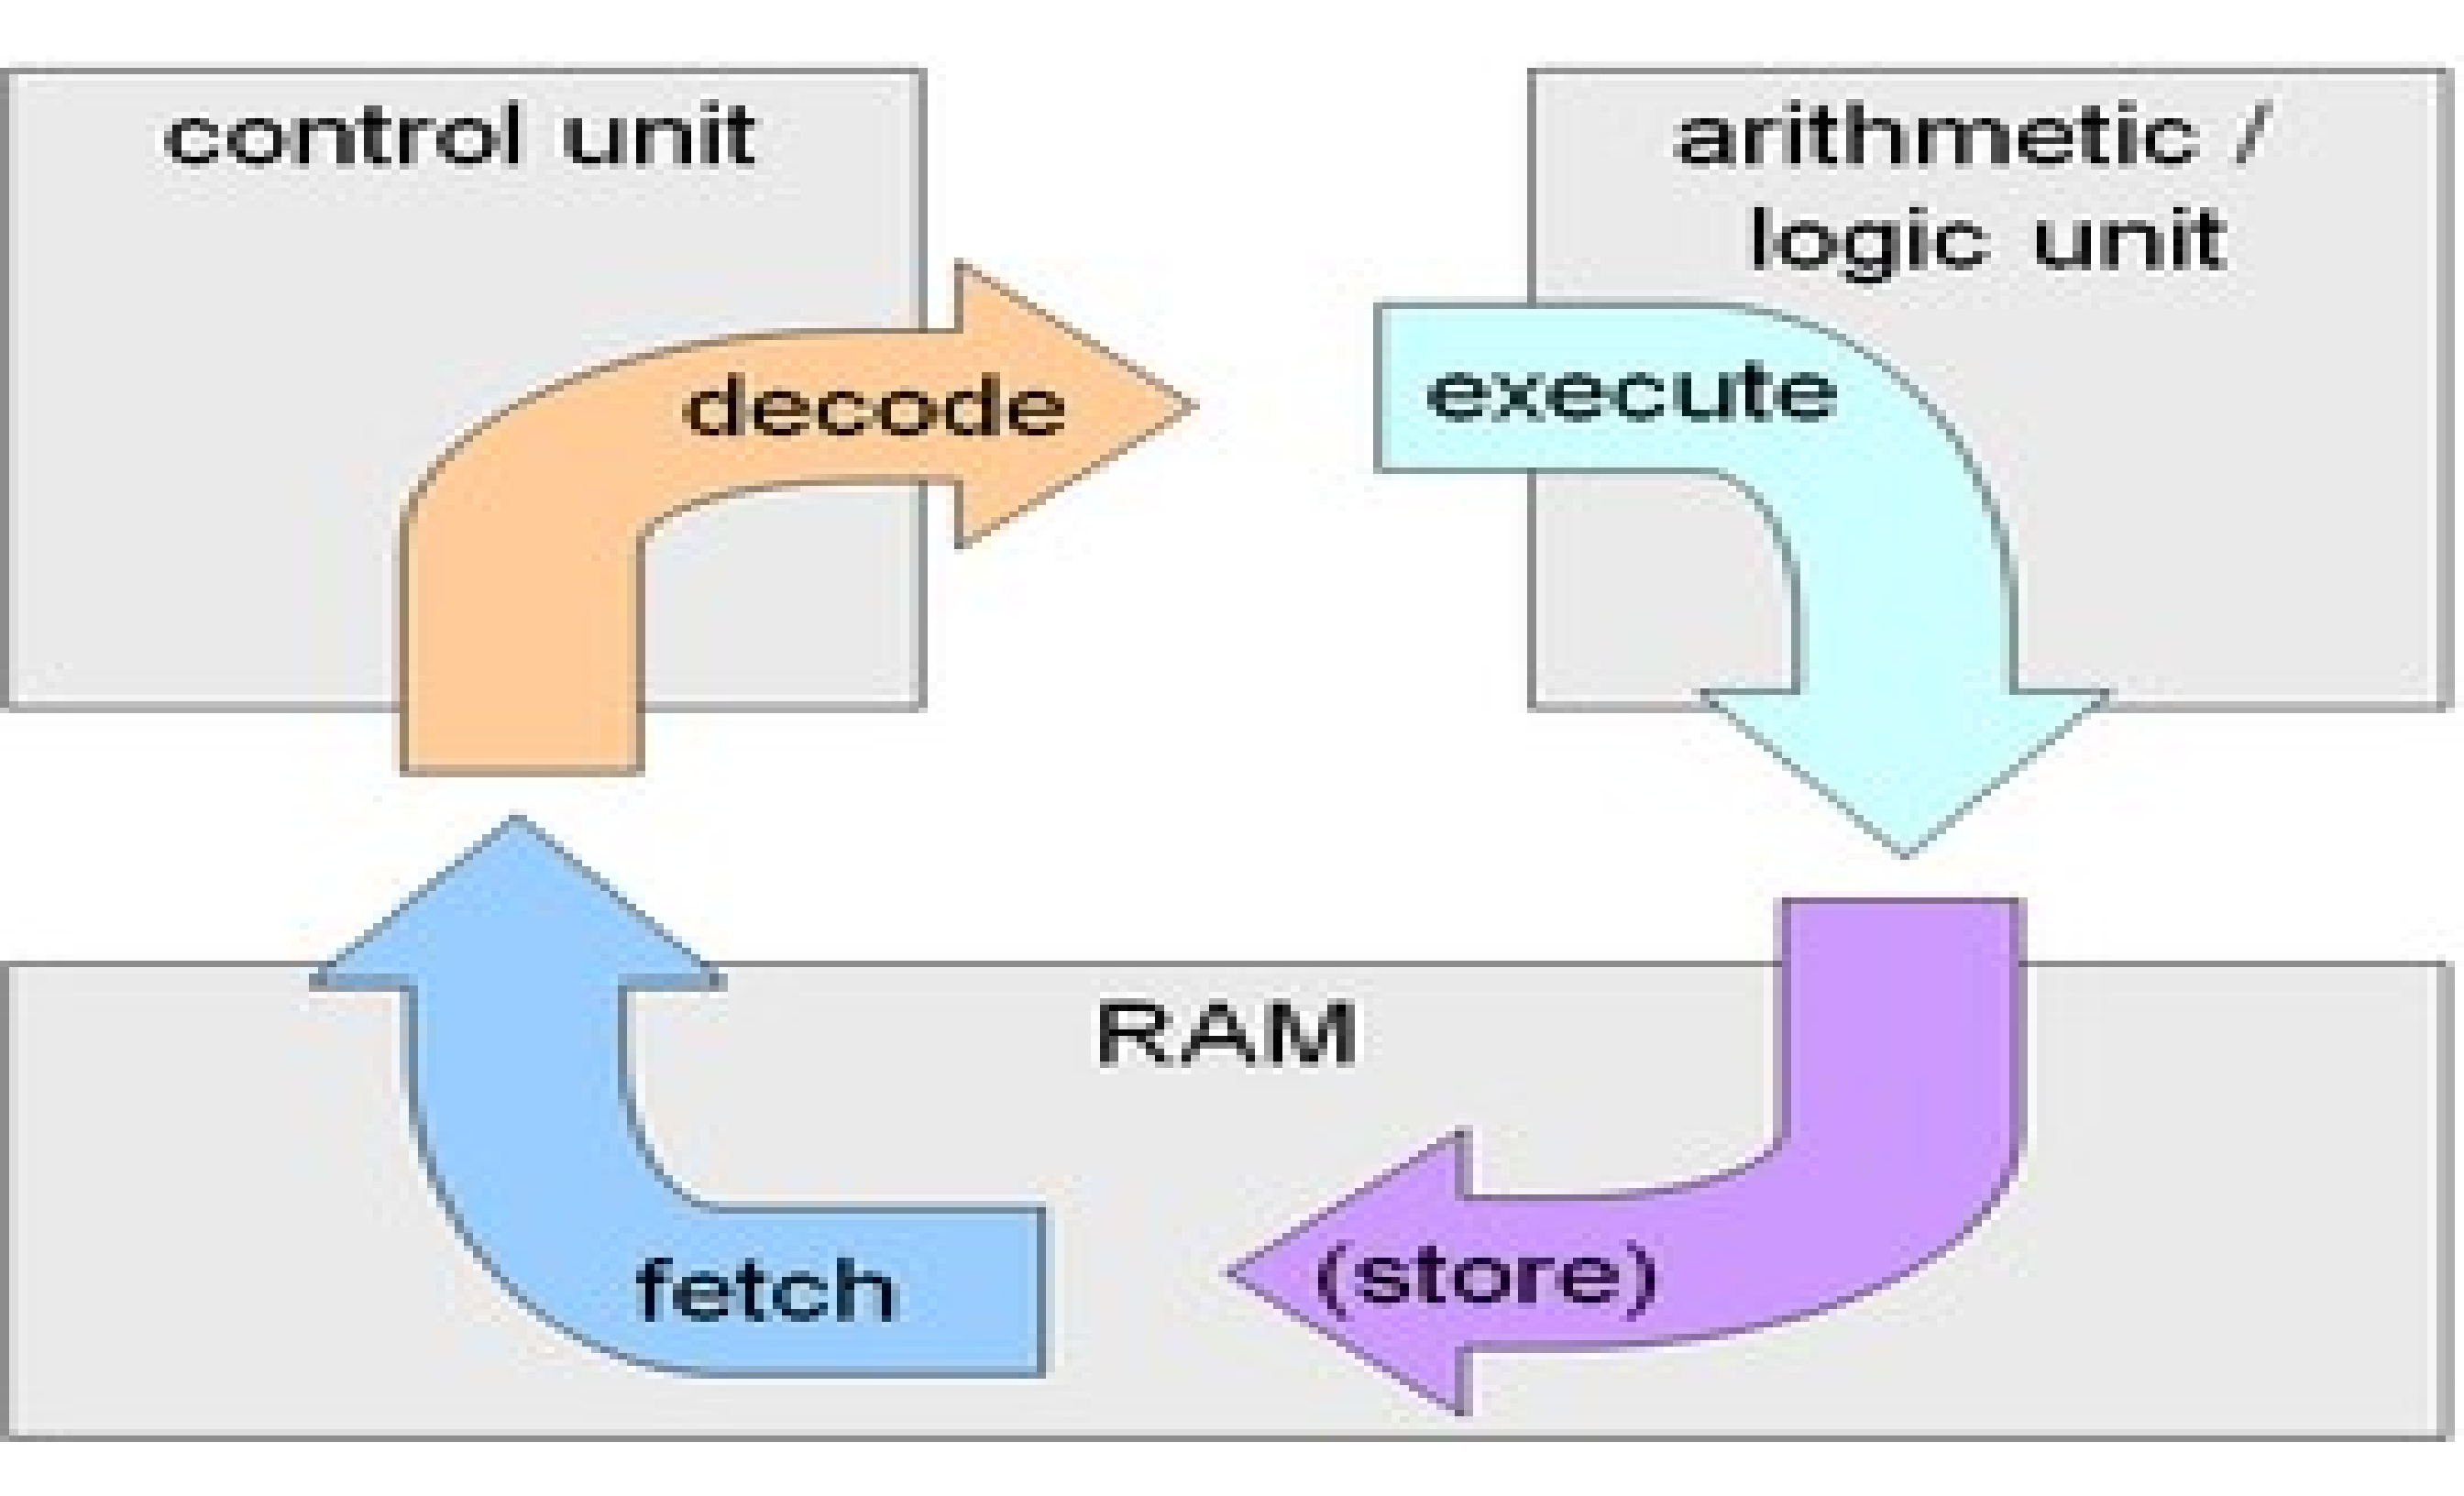 control unit
arithmetic /
logic unit
decode
execute
RAM
fetch
(store)